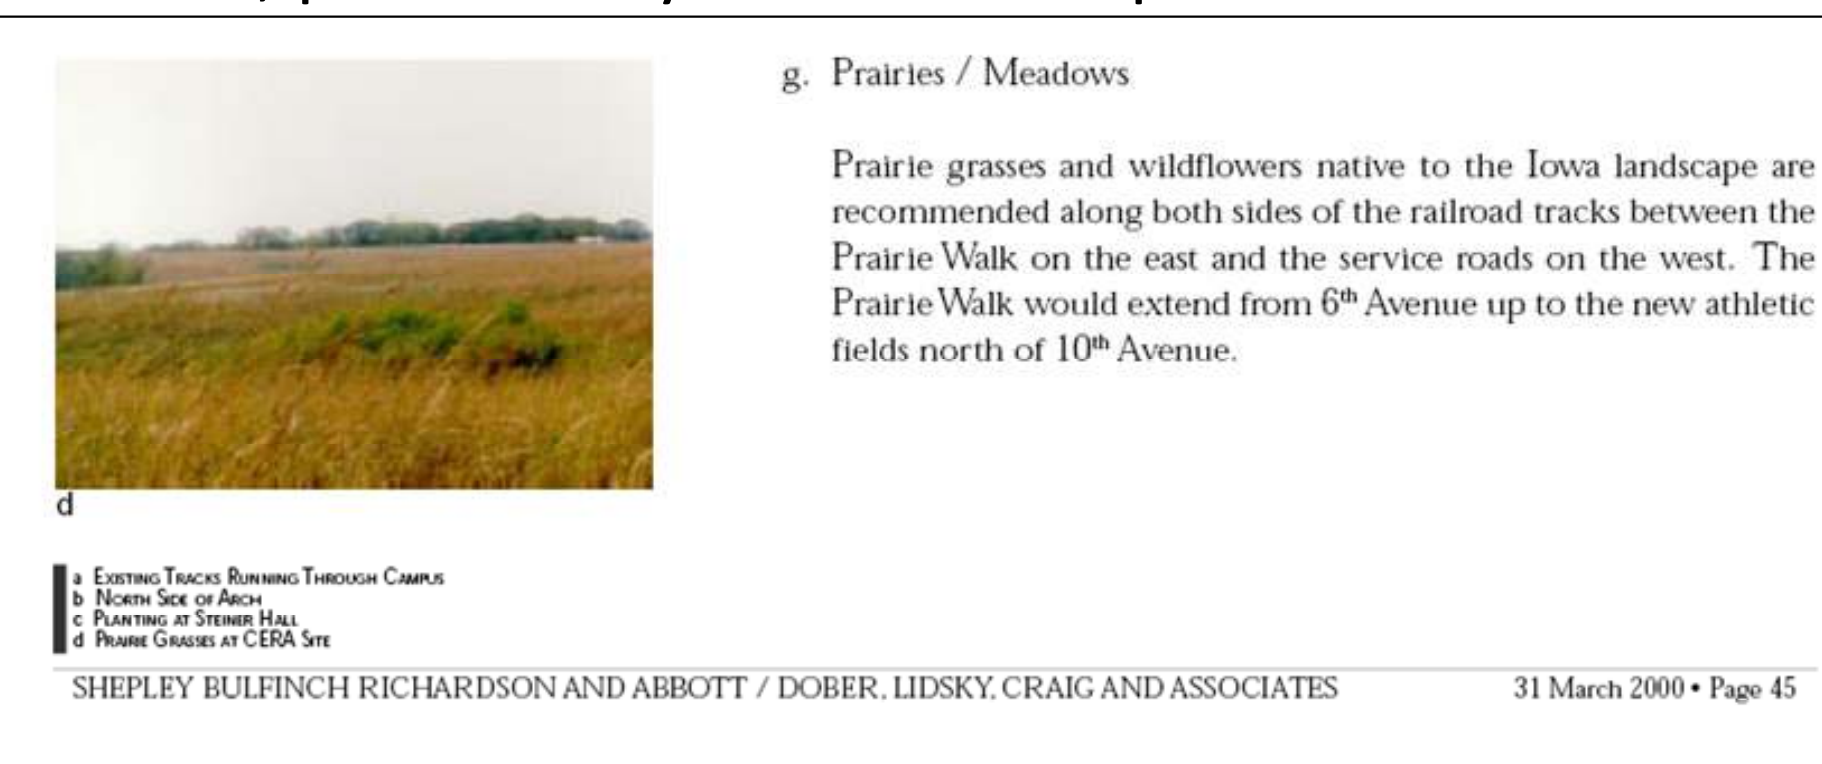 g. Prairies / Meadows
Prairie grasses and wildflowers native to the Iowa landscape are
recommended along both sides of the railroad tracks between the
Prairie Walk on the east and the service roads on the west. The
Prairie Walk would extend from 6th Avenue up to the new athletic
fields north of 10th Avenue.
d
a Existing Tracks Running Through Campus
b North Side of Arch
c Planting at Steiner Hall
d Prairie Grasses at CERA Site
SHEPLEY BULFINCH RICHARDSON AND ABBOTT / DOBER, LIDSKY, CRAIG AND ASSOCIATES
31 March 2000 • Page 45